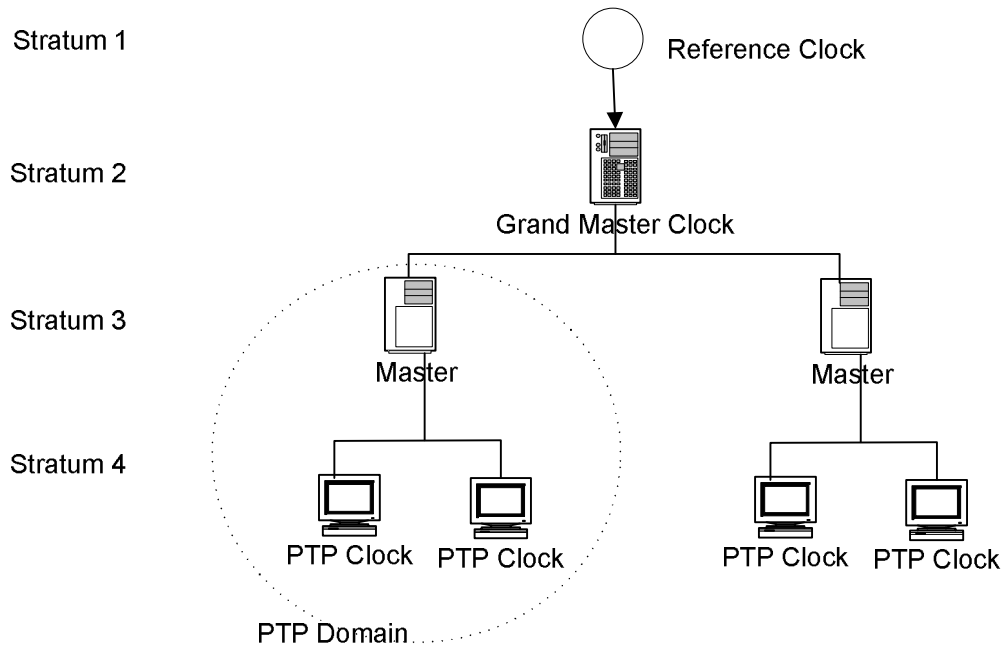 Stratum 1
Reference Clock
Stratum 2
Grand Master Clock
Stratum 3
Master
Master
Stratum 4
PTP Clock
PTP Clock
PTP Clock
PTP Clock
PTP Domain